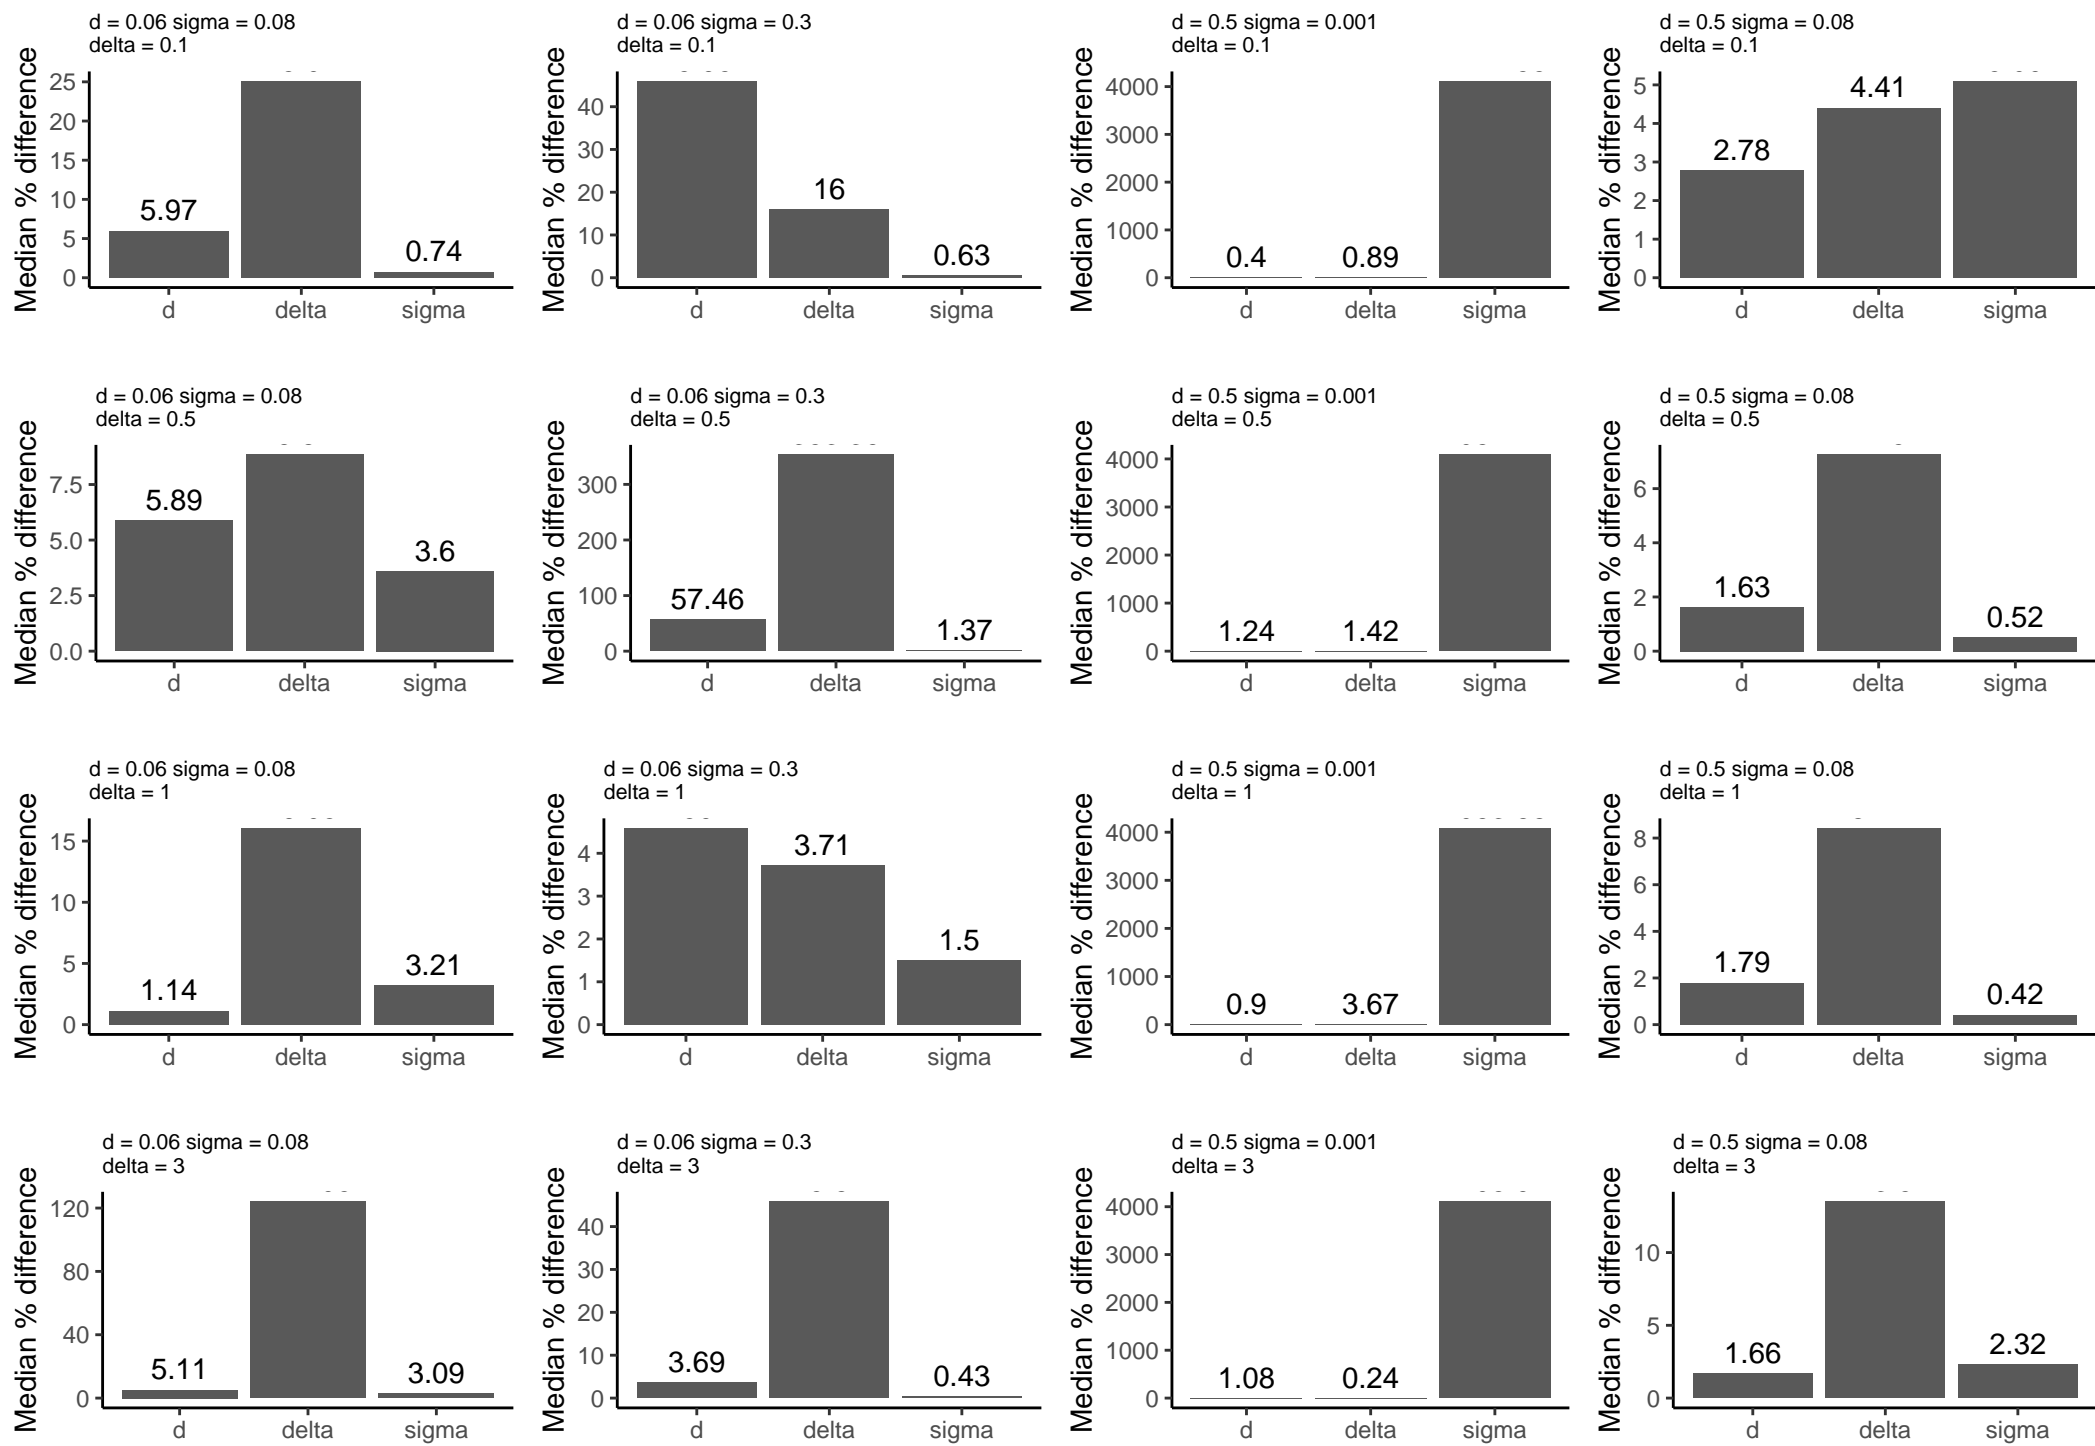 d = 0.06 sigma = 0.08
delta = 0.1
Median % difference
25
20
15
10
5
0
5.97
0.74
d delta sigma
d = 0.06 sigma = 0.3
delta = 0.1
Median % difference
40
30
20
10
0
16
0.63
d delta sigma
d = 0.5 sigma = 0.001
delta = 0.1
Median % difference
4000
3000
2000
1000
0
0.4
0.89
d delta sigma
d = 0.5 sigma = 0.08
delta = 0.1
Median % difference
5
4
3
2
1
0
2.78
4.41
d delta sigma
d = 0.06 sigma = 0.08
delta = 0.5
Median % difference
7.5
5.0
2.5
0.0
5.89
3.6
d delta sigma
d = 0.06 sigma = 0.3
delta = 0.5
Median % difference
300
200
100
0
57.46
1.37
d delta sigma
d = 0.5 sigma = 0.001
delta = 0.5
Median % difference
4000
3000
2000
1000
0
1.24
1.42
d delta sigma
d = 0.5 sigma = 0.08
delta = 0.5
Median % difference
6
4
2
0
1.63
0.52
d delta sigma
d = 0.06 sigma = 0.08
delta = 1
Median % difference
15
10
5
0
1.14
3.21
d delta sigma
d = 0.06 sigma = 0.3
delta = 1
Median % difference
4
3
2
1
0
3.71
1.5
d delta sigma
d = 0.5 sigma = 0.001
delta = 1
Median % difference
4000
3000
2000
1000
0
0.9
3.67
d delta sigma
d = 0.5 sigma = 0.08
delta = 1
Median % difference
8
6
4
2
0
1.79
0.42
d delta sigma
d = 0.06 sigma = 0.08
delta = 3
Median % difference
120
80
40
0
5.11
3.09
d delta sigma
d = 0.06 sigma = 0.3
delta = 3
Median % difference
40
30
20
10
0
3.69
0.43
d delta sigma
d = 0.5 sigma = 0.001
delta = 3
Median % difference
4000
3000
2000
1000
0
1.08
0.24
d delta sigma
d = 0.5 sigma = 0.08
delta = 3
Median % difference
10
5
0
1.66
2.32
d delta sigma